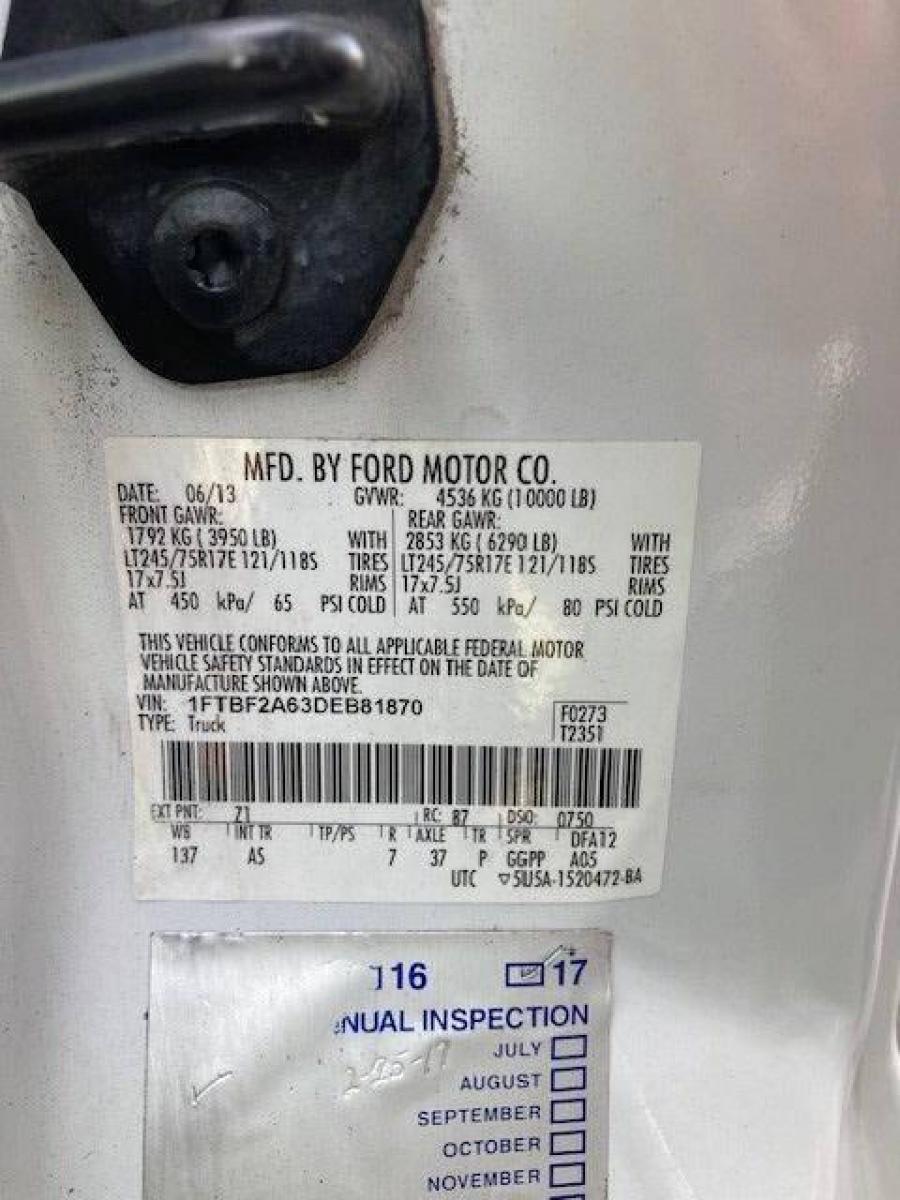 MFD. BY FORD MOTOR CO.
DATE: 06/13 GVWR: 4536 KG (10000 LB)
FRONT GAWR: REAR GAWR:
1792 KG ( 3950 LB) WITH 2853 KG ( 6290 LB) WITH
LT245/75R17E 121/118S TIRES LT245/75R17E 121/118S TIRES
17x7.5J RIMS 17x7.5J RIMS
AT 450 kPa/ 65 PSI COLD AT 550 kPa/ 80 PSI COLD
THIS VEHICLE CONFORMS TO ALL APPLICABLE FEDERAL MOTOR
VEHICLE SAFETY STANDARDS IN EFFECT ON THE DATE OF
MANUFACTURE SHOWN ABOVE.
VIN: 1FTBF2A63DEB81870 F0273
TYPE: Truck T2351
EXT PNT: Z1 RC: 87 DSO: 0750
WB INT TR TP/PS R AXLE TR SPR DFA12
137 AS 7 37 P GGPP A05
UTC ▽5U5A-1520472-BA
16 17
NUAL INSPECTION
JULY
2-25-17
AUGUST
SEPTEMBER
OCTOBER
NOVEMBER